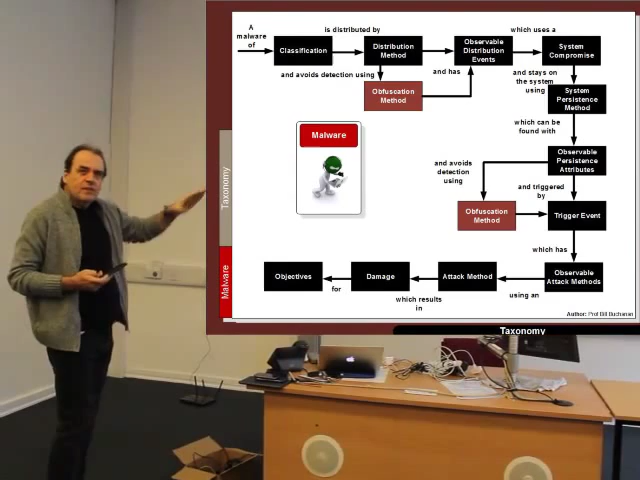 A
malware
of
is distributed by
which uses a
Classification
Distribution
Method
Observable
Distribution
Events
System
Compromise
and avoids detection using
and has
and stays on
the system
using
Obfuscation
Method
System
Persistence
Method
which can be
found with
Malware
Observable
Persistence
Attributes
and avoids
detection
using
and triggered
by
Obfuscation
Method
Trigger Event
which has
Objectives
Damage
Attack Method
Observable
Attack Methods
for
which results
in
using an
Taxonomy
Malware
Author: Prof Bill Buchanan
Taxonomy